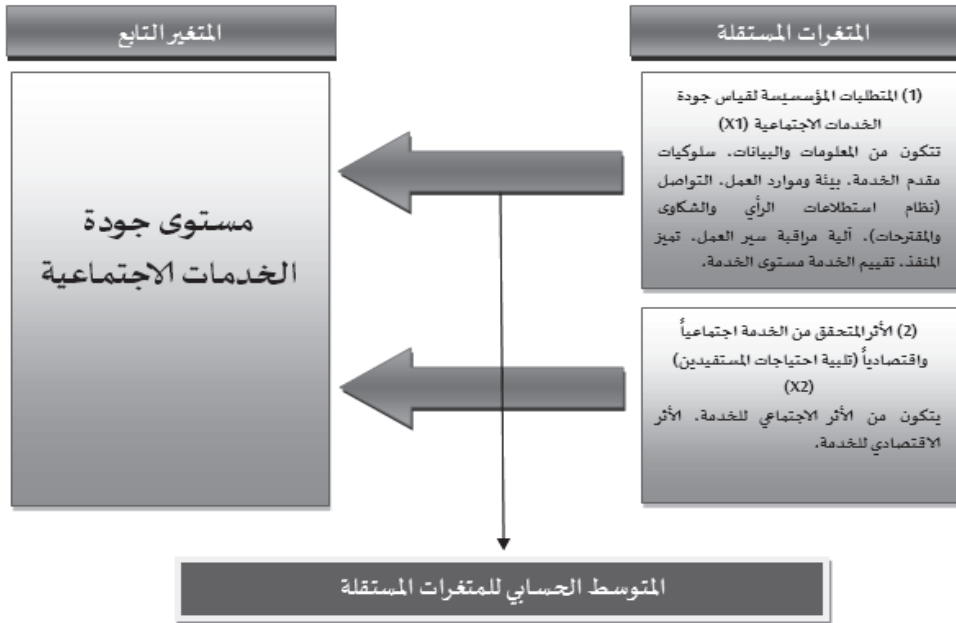 المتغرات المستقلة
المتغير التابع
(1) المتطلبات المؤسسيسة لقياس جودة
الخدمات الاجتماعية (X1)
تتكون من المعلومات والبيانات. سلوكيات
مقدم الخدمة. بيئة وموارد العمل. التواصل
(نظام استطلاعات الرأي والشكاوى
والمقترحات). آلية مراقبة سير العمل. تميز
المنفذ. تقييم الخدمة مستوى الخدمة.
(2) الأثر المتحقق من الخدمة اجتماعياً
واقتصادياً (تلبية احتياجات المستفيدين)
(X2)
يتكون من الأثر الاجتماعي للخدمة. الأثر
الاقتصادي للخدمة.
مستوى جودة
الخدمات الاجتماعية
المتوسط الحسابي للمتغرات المستقلة